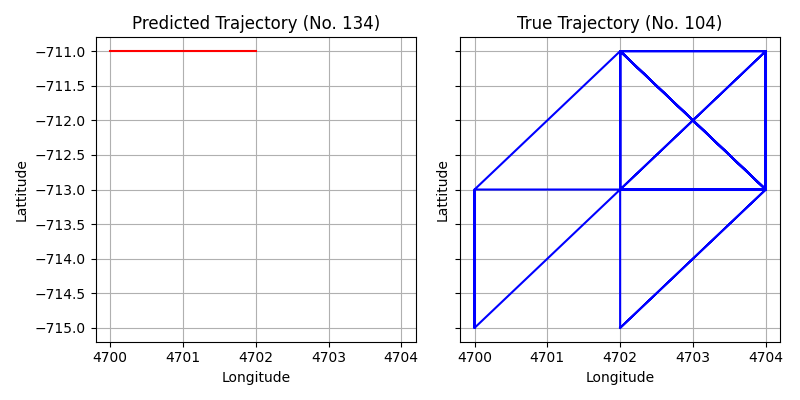 Predicted Trajectory (No. 134)
True Trajectory (No. 104)
−711.0
−711.5
−712.0
−712.5
−713.0
−713.5
−714.0
−714.5
−715.0
Lattitude
Lattitude
4700 4701 4702 4703 4704
4700 4701 4702 4703 4704
Longitude
Longitude